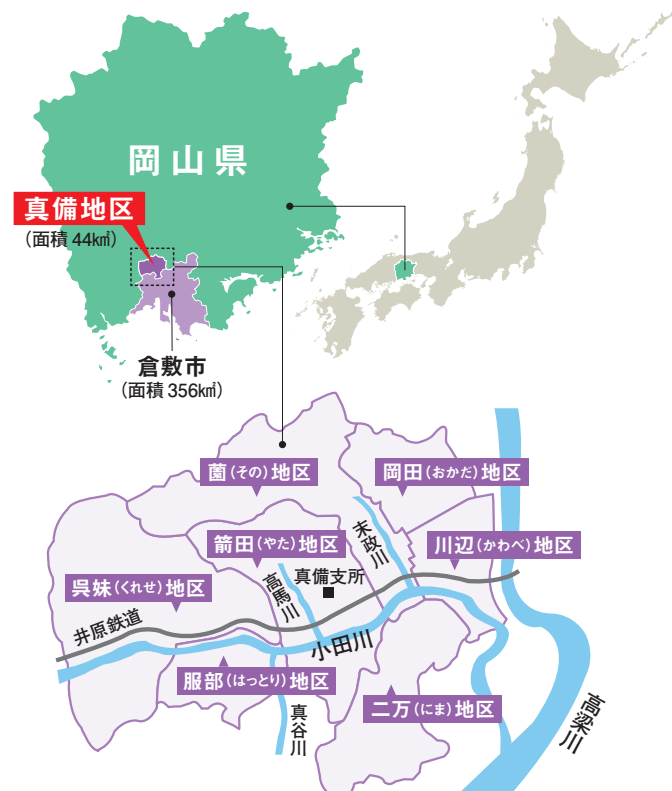 岡山県
真備地区
(面積 44㎢)
倉敷市
(面積 356㎢)
薗(その)地区
岡田(おかだ)地区
末政川
箭田(やた)地区
川辺(かわべ)地区
高馬川
真備支所
呉妹(くれせ)地区
井原鉄道
小田川
服部(はっとり)地区
二万(にま)地区
真谷川
高梁川